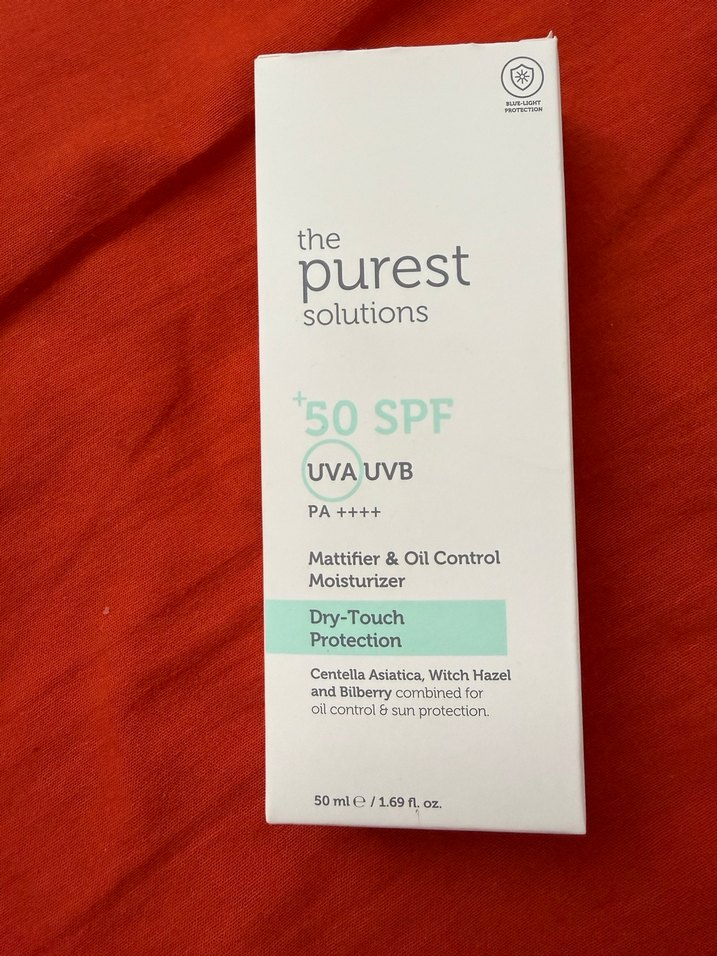 BLUE-LIGHT
PROTECTION
the
purest
solutions
+50 SPF
UVA UVB
PA ++++
Mattifier & Oil Control
Moisturizer
Dry-Touch
Protection
Centella Asiatica, Witch Hazel
and Bilberry combined for
oil control & sun protection.
50 ml ℮ / 1.69 fl. oz.